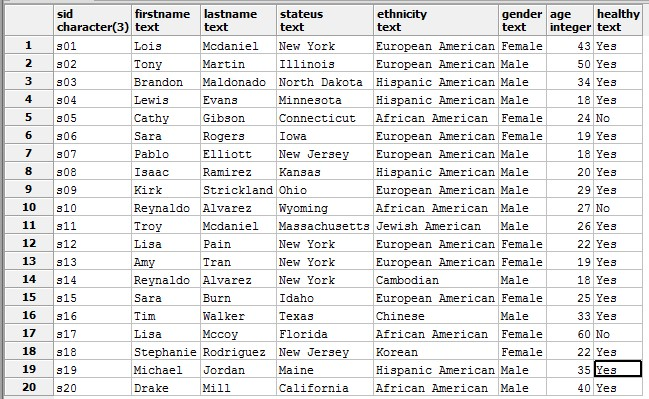 sid firstname lastname stateus ethnicity gender age healthy
character(3) text text text text text integer text
1 s01 Lois Mcdaniel New York European American Female 43 Yes
2 s02 Tony Martin Illinois European American Male 50 Yes
3 s03 Brandon Maldonado North Dakota Hispanic American Male 34 Yes
4 s04 Lewis Evans Minnesota Hispanic American Male 18 Yes
5 s05 Cathy Gibson Connecticut African American Female 24 No
6 s06 Sara Rogers Iowa European American Female 19 Yes
7 s07 Pablo Elliott New Jersey European American Male 18 Yes
8 s08 Isaac Ramirez Kansas Hispanic American Male 20 Yes
9 s09 Kirk Strickland Ohio European American Male 29 Yes
10 s10 Reynaldo Alvarez Wyoming African American Male 27 No
11 s11 Troy Mcdaniel Massachusetts Jewish American Male 26 Yes
12 s12 Lisa Pain New York European American Female 22 Yes
13 s13 Amy Tran New York European American Female 19 Yes
14 s14 Reynaldo Alvarez New York Cambodian Male 18 Yes
15 s15 Sara Burn Idaho European American Female 25 Yes
16 s16 Tim Walker Texas Chinese Male 33 Yes
17 s17 Lisa Mccoy Florida African American Female 60 No
18 s18 Stephanie Rodriguez New Jersey Korean Female 22 Yes
19 s19 Michael Jordan Maine Hispanic American Male 35 Yes
20 s20 Drake Mill California African American Male 40 Yes